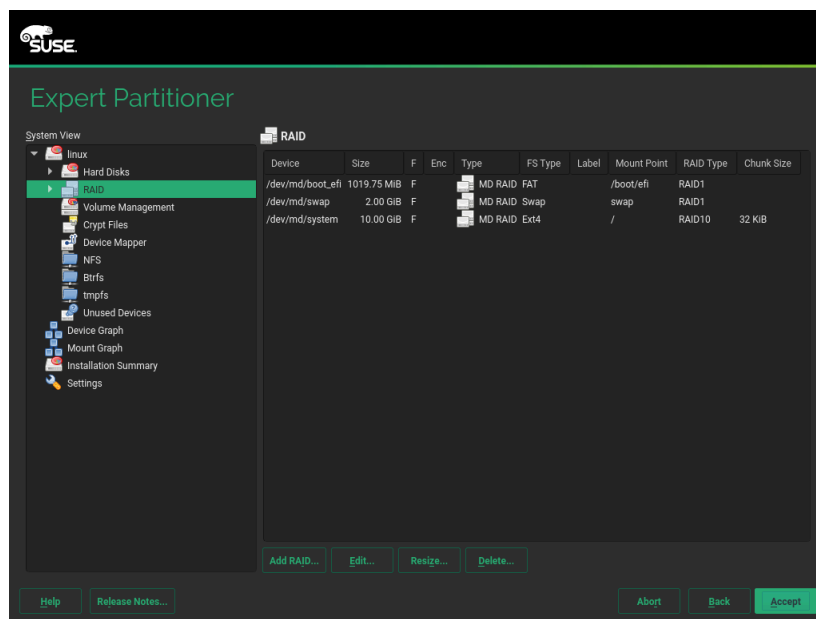 SUSE.
Expert Partitioner
System View
linux
Hard Disks
RAID
Volume Management
Crypt Files
Device Mapper
NFS
Btrfs
tmpfs
Unused Devices
Device Graph
Mount Graph
Installation Summary
Settings
RAID
Device Size F Enc Type FS Type Label Mount Point RAID Type Chunk Size
/dev/md/boot_efi 1019.75 MiB F MD RAID FAT /boot/efi RAID1
/dev/md/swap 2.00 GiB F MD RAID Swap swap RAID1
/dev/md/system 10.00 GiB F MD RAID Ext4 / RAID10 32 KiB
Add RAID... Edit... Resize... Delete...
Help Release Notes... Abort Back Accept